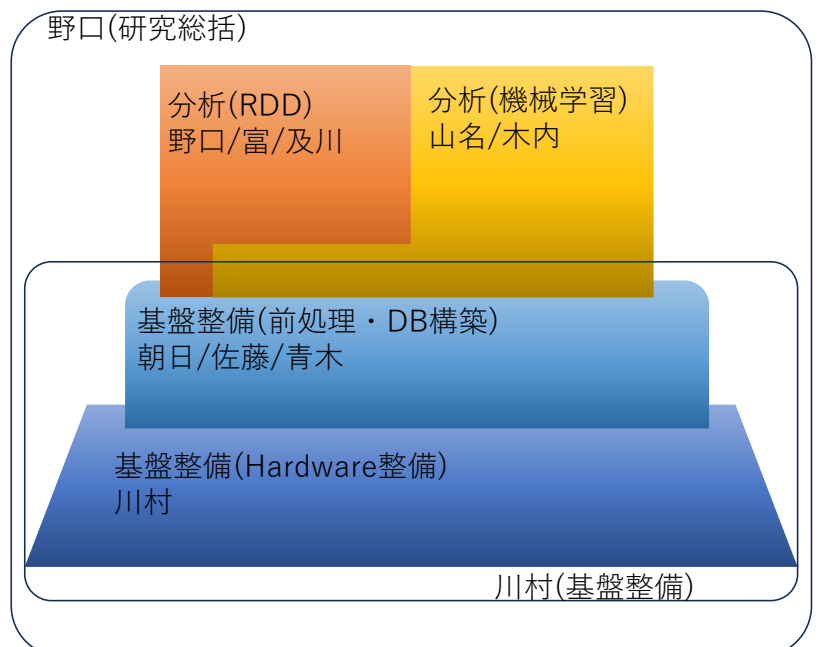 野口(研究総括)
分析(RDD)
野口/富/及川
分析(機械学習)
山名/木内
基盤整備(前処理・DB構築)
朝日/佐藤/青木
基盤整備(Hardware整備)
川村
川村(基盤整備)